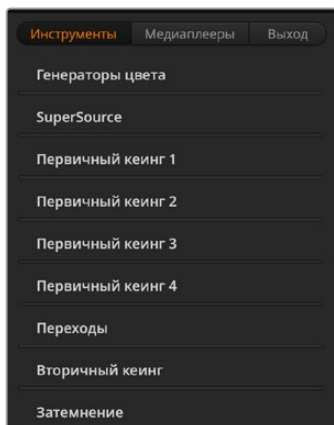 Инструменты Медиаплееры Выход
Генераторы цвета
SuperSource
Первичный кеинг 1
Первичный кеинг 2
Первичный кеинг 3
Первичный кеинг 4
Переходы
Вторичный кеинг
Затемнение